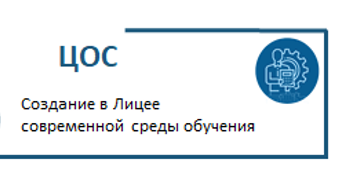 ЦОС
Создание в Лицее
современной среды обучения